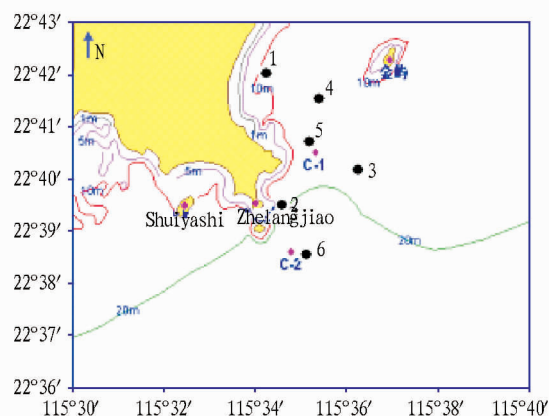 22°43′
22°42′
22°41′
22°40′
22°39′
22°38′
22°37′
22°36′
N
1
10m
4
10m
1m
5
C-1
3
1m
5m
10m
5m
2
Shuiyashi
Zhelangjiao
6
C-2
20m
20m
115°30′ 115°32′ 115°34′ 115°36′ 115°38′ 115°40′